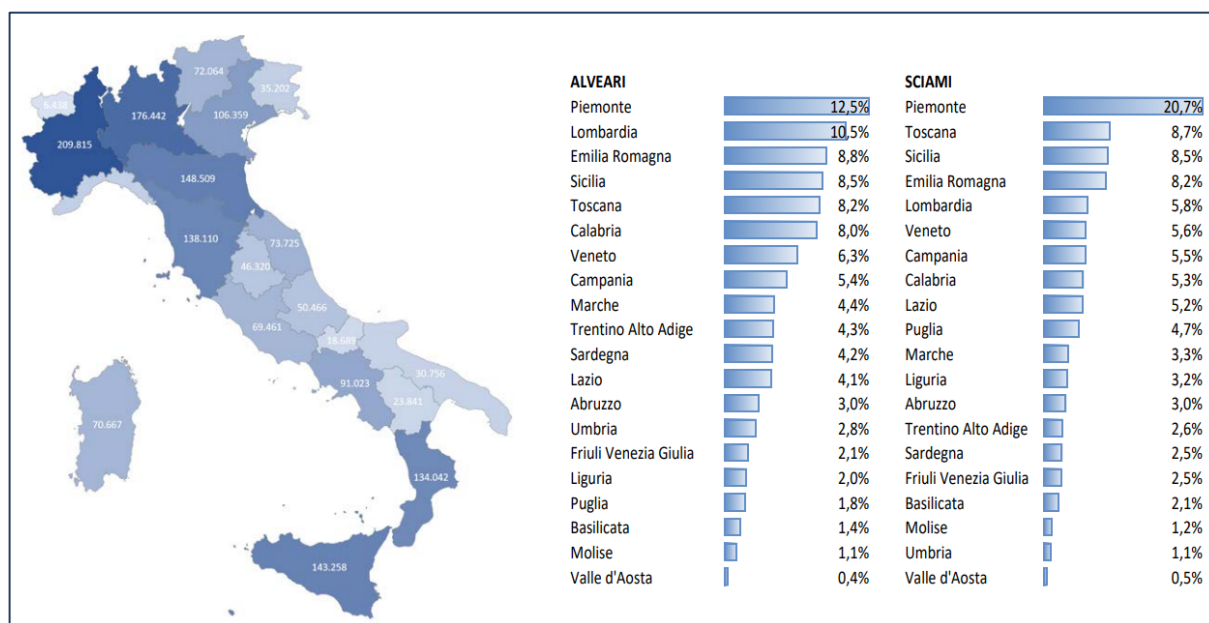 72.064
35.202
6.438
176.442
106.359
209.815
148.509
138.110
73.725
46.320
50.466
69.461
18.689
30.756
91.023
23.841
70.667
134.042
143.258
ALVEARI
Piemonte 12,5%
Lombardia 10,5%
Emilia Romagna 8,8%
Sicilia 8,5%
Toscana 8,2%
Calabria 8,0%
Veneto 6,3%
Campania 5,4%
Marche 4,4%
Trentino Alto Adige 4,3%
Sardegna 4,2%
Lazio 4,1%
Abruzzo 3,0%
Umbria 2,8%
Friuli Venezia Giulia 2,1%
Liguria 2,0%
Puglia 1,8%
Basilicata 1,4%
Molise 1,1%
Valle d'Aosta 0,4%
SCIAMI
Piemonte 20,7%
Toscana 8,7%
Sicilia 8,5%
Emilia Romagna 8,2%
Lombardia 5,8%
Veneto 5,6%
Campania 5,5%
Calabria 5,3%
Lazio 5,2%
Puglia 4,7%
Marche 3,3%
Liguria 3,2%
Abruzzo 3,0%
Trentino Alto Adige 2,6%
Sardegna 2,5%
Friuli Venezia Giulia 2,5%
Basilicata 2,1%
Molise 1,2%
Umbria 1,1%
Valle d'Aosta 0,5%